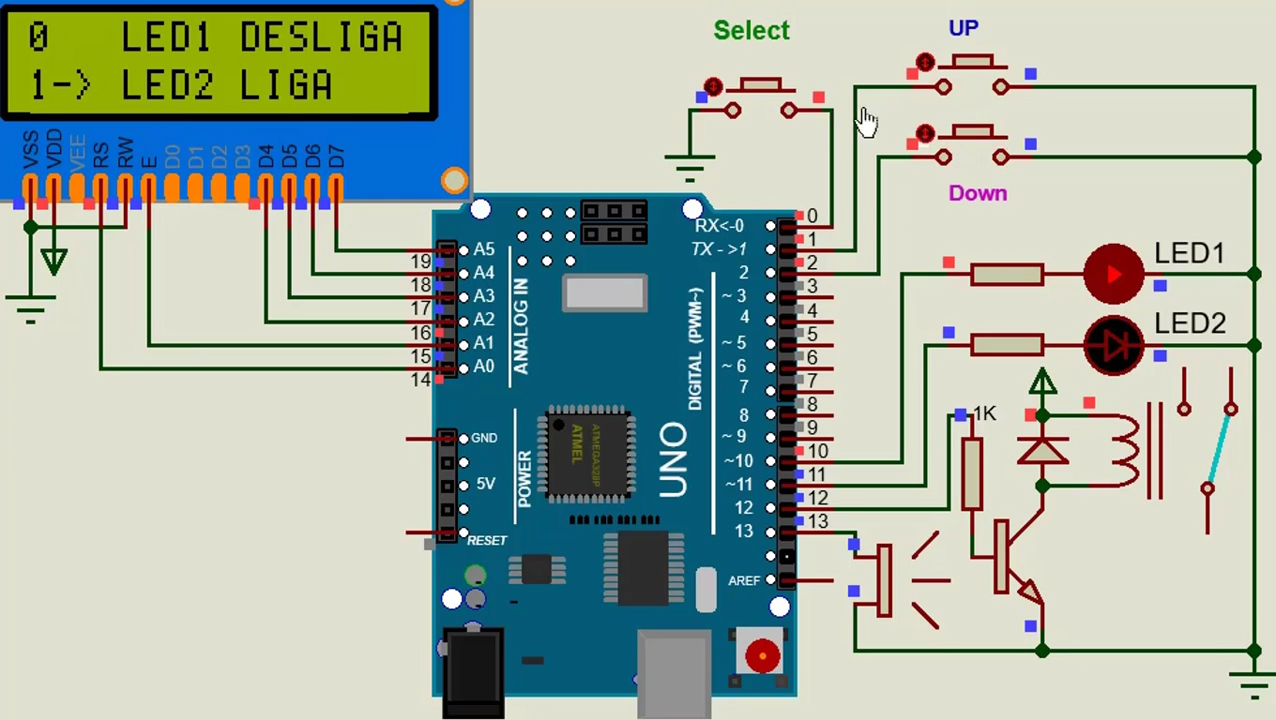 0 LED1 DESLIGA
1-> LED2 LIGA
VSS
VDD
VEE
RS
RW
E
D0
D1
D2
D3
D4
D5
D6
D7
Select
UP
Down
LED1
LED2
1K
19
18
17
16
15
14
A5
A4
A3
A2
A1
A0
ANALOG IN
GND
5V
RESET
POWER
ATMEL
ATMEGA328P
UNO
DIGITAL (PWM~)
RX<-0
TX ->1
2
~ 3
4
~ 5
~ 6
7
8
~ 9
~10
~11
12
13
AREF
0
1
2
3
4
5
6
7
8
9
10
11
12
13